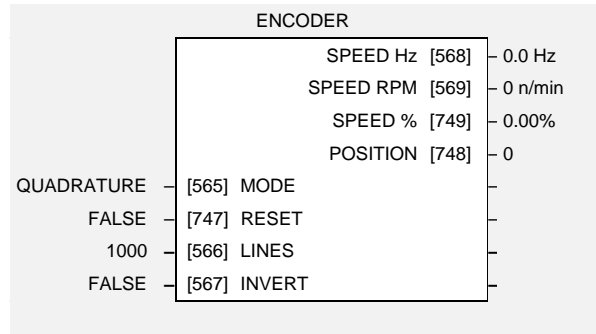 ENCODER
SPEED Hz [568] – 0.0 Hz
SPEED RPM [569] – 0 n/min
SPEED % [749] – 0.00%
POSITION [748] – 0
QUADRATURE – [565] MODE –
FALSE – [747] RESET –
1000 – [566] LINES –
FALSE – [567] INVERT –